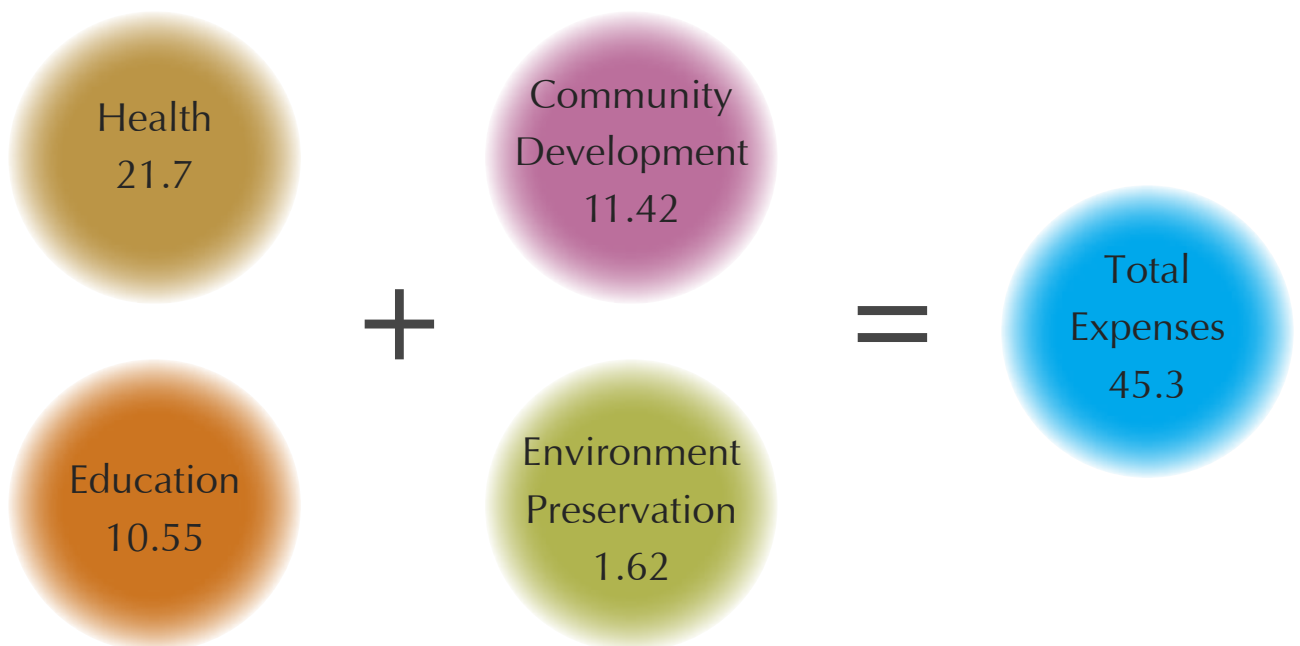 Health
21.7
Community
Development
11.42
+
=
Total
Expenses
45.3
Education
10.55
Environment
Preservation
1.62